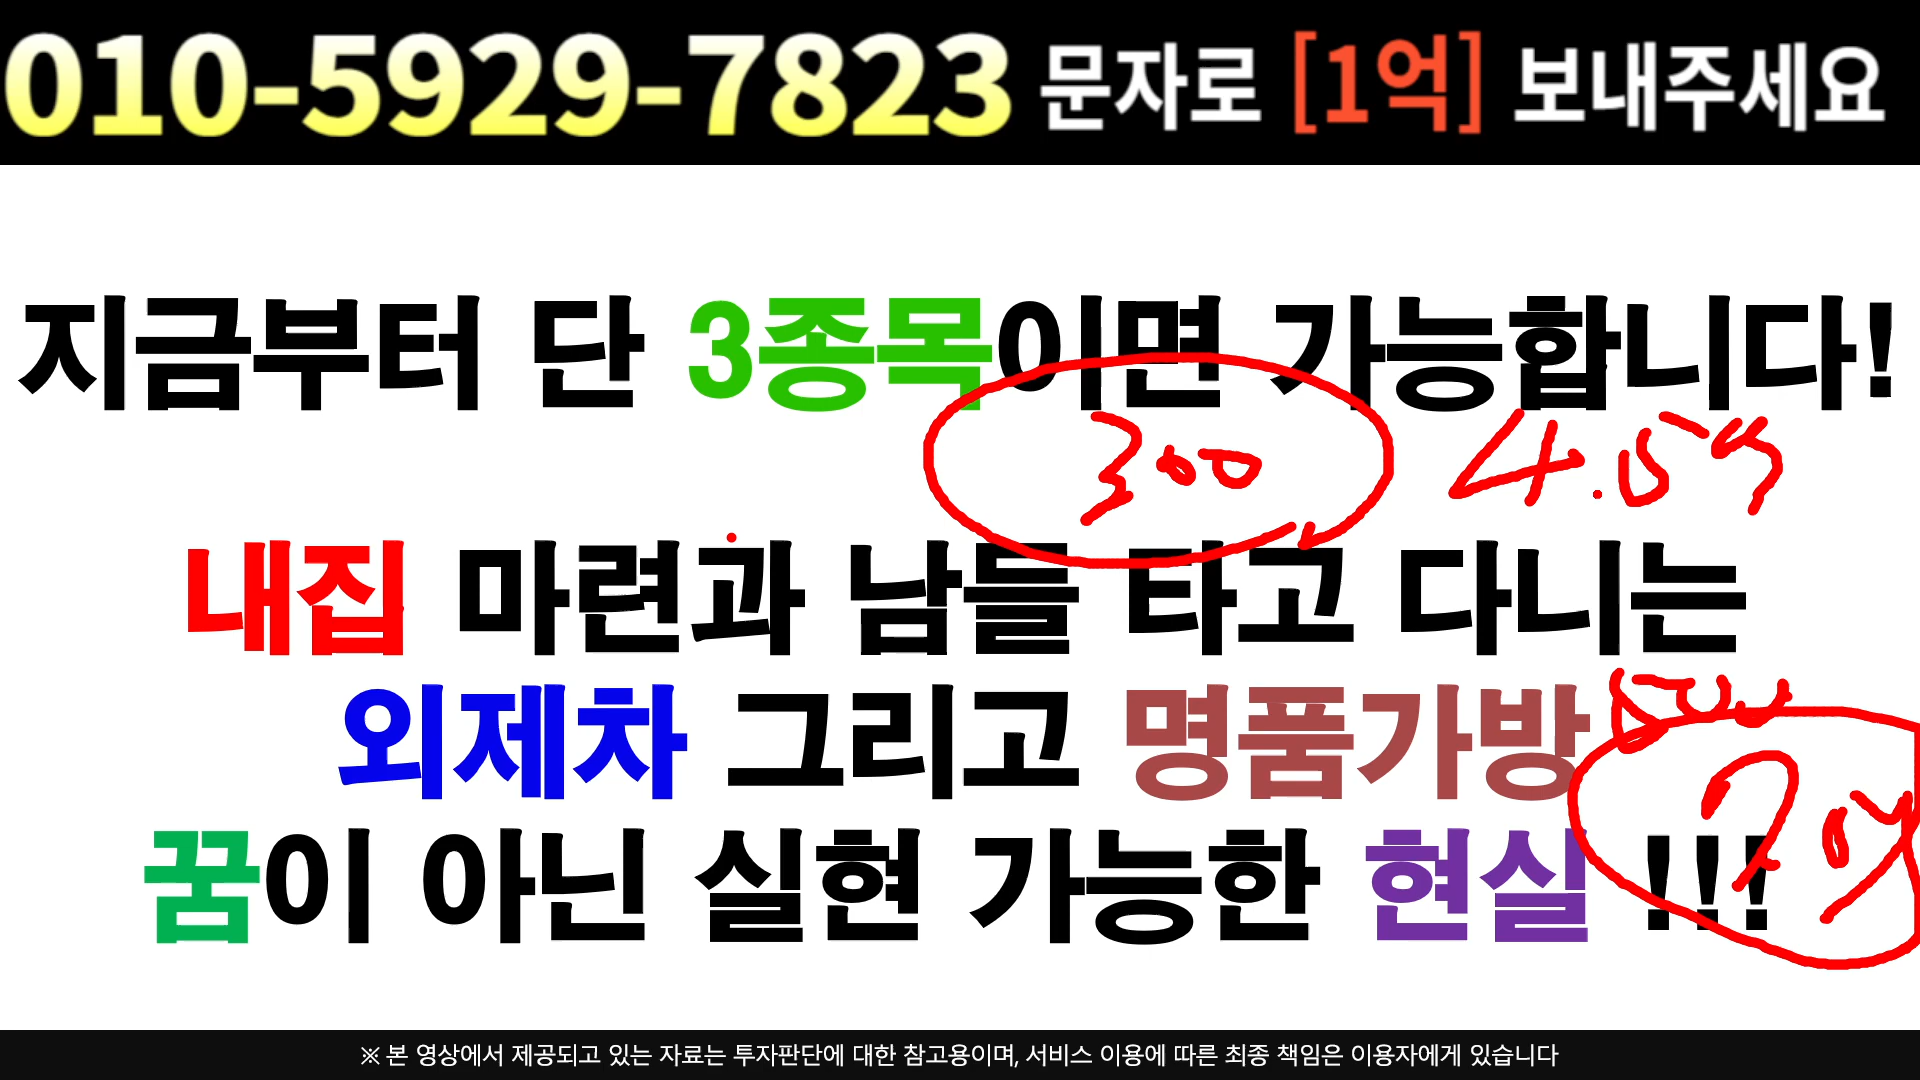 010-5929-7823 문자로 [1억] 보내주세요
지금부터 단 3종목이면 가능합니다!
300 4.5억
내집 마련과 남들 타고 다니는
외제차 그리고 명품가방
500
꿈이 아닌 실현 가능한 현실 !!!
※ 본 영상에서 제공되고 있는 자료는 투자판단에 대한 참고용이며, 서비스 이용에 따른 최종 책임은 이용자에게 있습니다